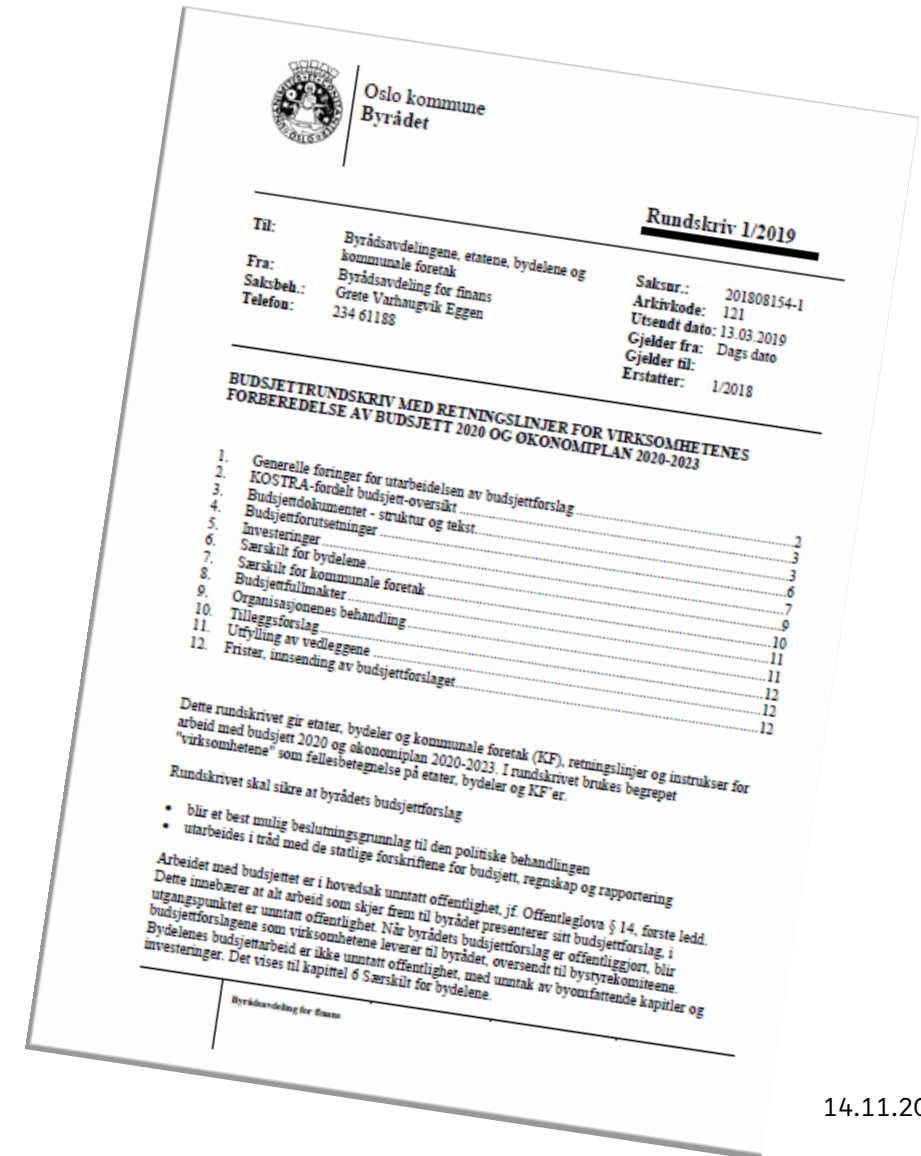 Oslo kommune
Byrådet
Rundskriv 1/2019
Til: Byrådsavdelingene, etatene, bydelene og
kommunale foretak
Fra: Byrådsavdeling for finans
Saksbeh.: Grete Varhaugvik Eggen
Telefon: 234 61188
Saksnr.: 201808154-1
Arkivkode: 121
Utsendt dato: 13.03.2019
Gjelder fra: Dags dato
Gjelder til:
Erstatter: 1/2018
BUDSJETTRUNDSKRIV MED RETNINGSLINJER FOR VIRKSOMHETENES
FORBEREDELSE AV BUDSJETT 2020 OG ØKONOMIPLAN 2020-2023
1. Generelle føringer for utarbeidelsen av budsjettforslag 2
2. KOSTRA-fordelt budsjett-oversikt 3
3. Budsjettdokumentet - struktur og tekst 3
4. Budsjettforutsetninger 6
5. Investeringer 7
6. Særskilt for bydelene 9
7. Særskilt for kommunale foretak 10
8. Budsjettfullmakter 11
9. Organisasjonenes behandling 11
10. Tilleggsforslag 12
11. Utfylling av vedleggene 12
12. Frister, innsending av budsjettforslaget 12
Dette rundskrivet gir etater, bydeler og kommunale foretak (KF), retningslinjer og instrukser for
arbeid med budsjett 2020 og økonomiplan 2020-2023. I rundskrivet brukes begrepet
"virksomhetene" som fellesbetegnelse på etater, bydeler og KF'er.
Rundskrivet skal sikre at byrådets budsjettforslag
• blir et best mulig beslutningsgrunnlag til den politiske behandlingen
• utarbeides i tråd med de statlige forskriftene for budsjett, regnskap og rapportering
Arbeidet med budsjettet er i hovedsak unntatt offentlighet, jf. Offentleglova § 14, første ledd.
Dette innebærer at alt arbeid som skjer frem til byrådet presenterer sitt budsjettforslag, i
utgangspunktet er unntatt offentlighet. Når byrådets budsjettforslag er offentliggjort, blir
budsjettforslagene som virksomhetene leverer til byrådet, oversendt til bystyrekomiteene.
Bydelenes budsjettarbeid er ikke unntatt offentlighet, med unntak av byomfattende kapitler og
investeringer. Det vises til kapittel 6 Særskilt for bydelene.
Byrådsavdeling for finans
14.11.20